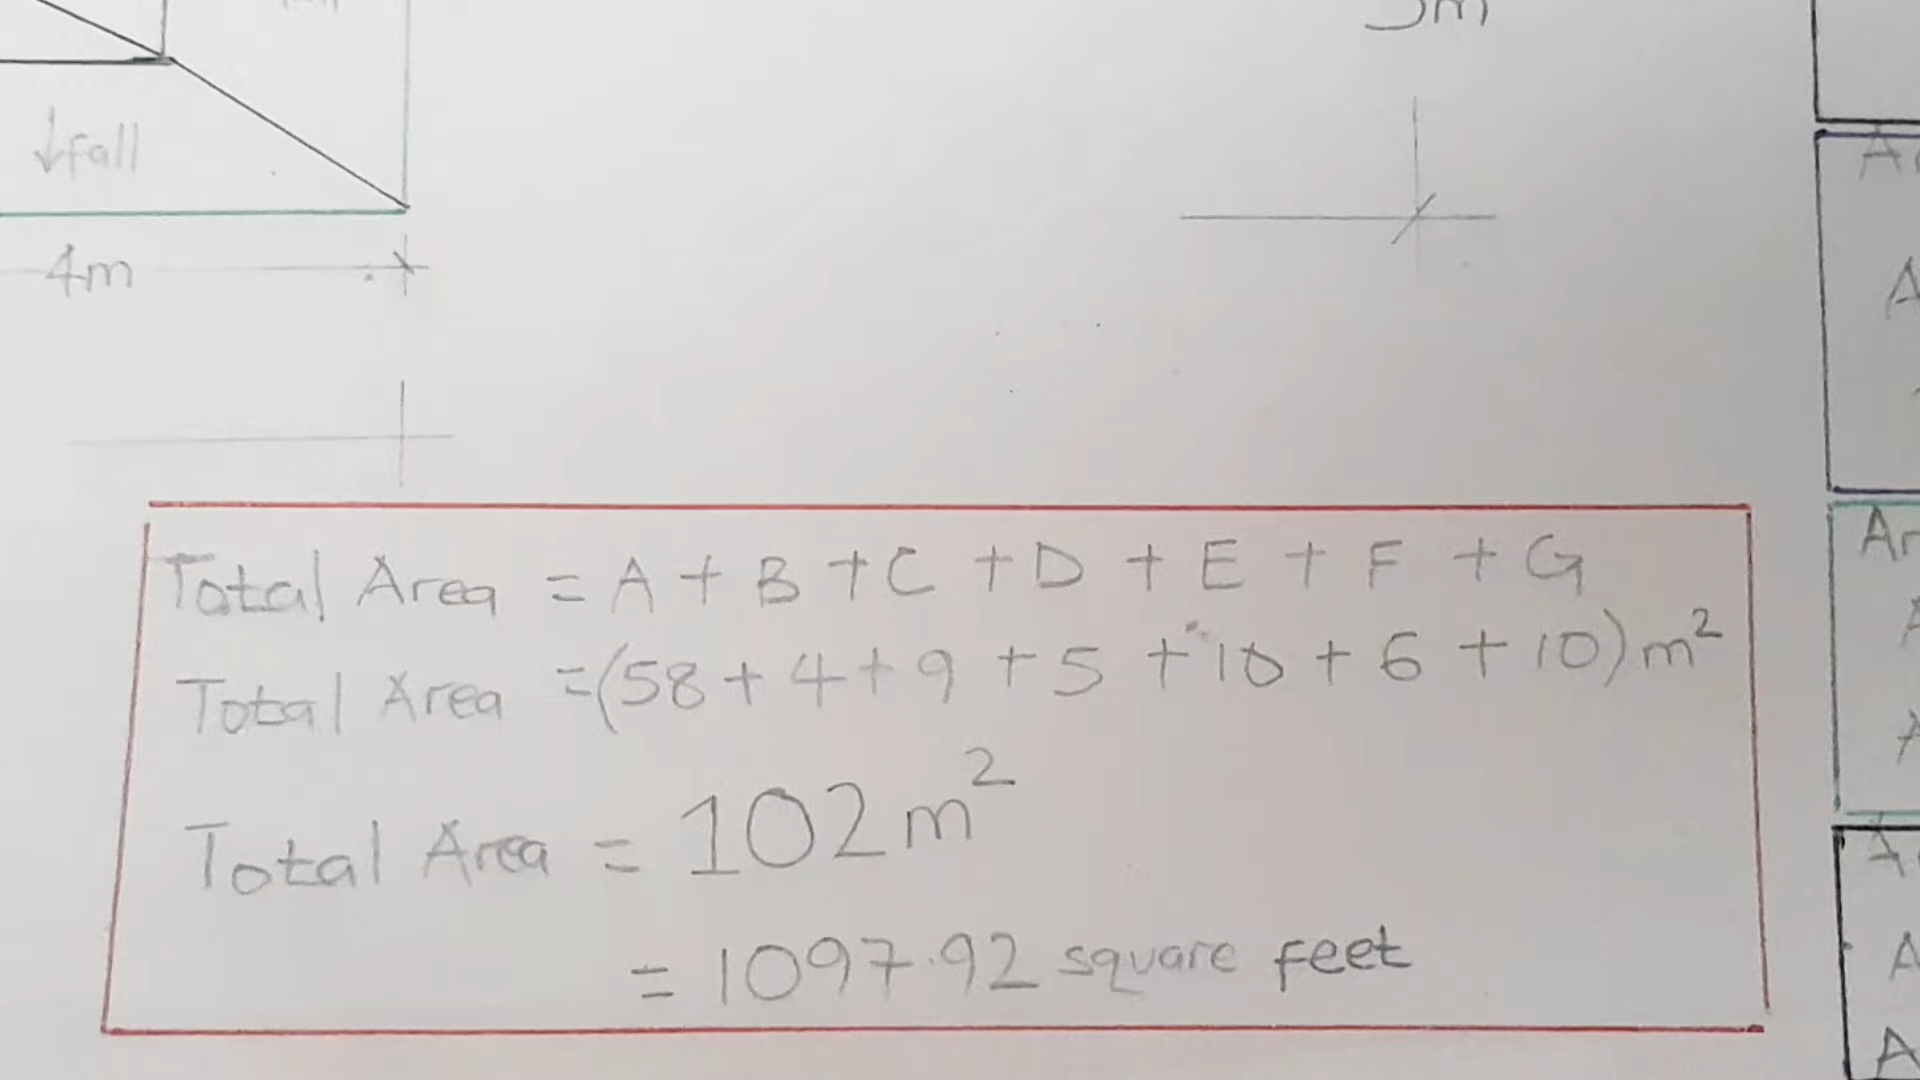 3m
↓fall
4m
Total Area = A + B + C + D + E + F + G
Total Area =(58 + 4 + 9 + 5 + 10 + 6 + 10) m²
Total Area = 102 m²
= 1097.92 square feet